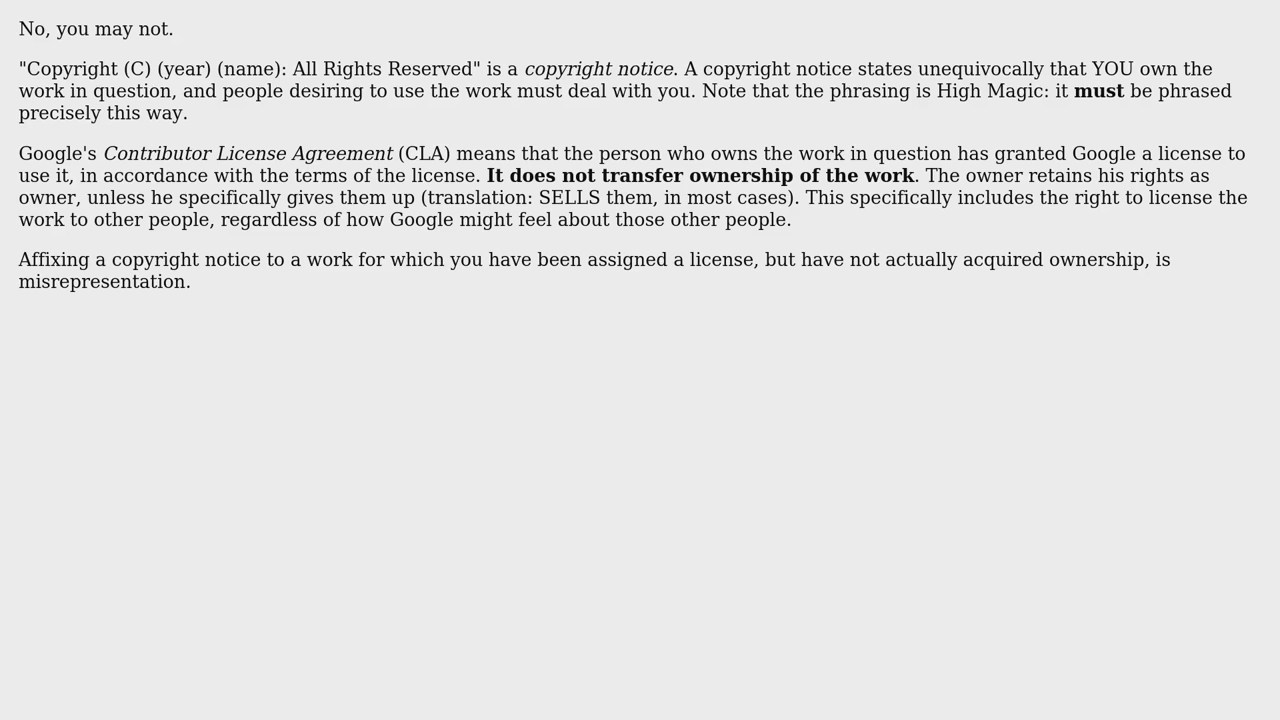 No, you may not.
"Copyright (C) (year) (name): All Rights Reserved" is a copyright notice. A copyright notice states unequivocally that YOU own the
work in question, and people desiring to use the work must deal with you. Note that the phrasing is High Magic: it must be phrased
precisely this way.
Google's Contributor License Agreement (CLA) means that the person who owns the work in question has granted Google a license to
use it, in accordance with the terms of the license. It does not transfer ownership of the work. The owner retains his rights as
owner, unless he specifically gives them up (translation: SELLS them, in most cases). This specifically includes the right to license the
work to other people, regardless of how Google might feel about those other people.
Affixing a copyright notice to a work for which you have been assigned a license, but have not actually acquired ownership, is
misrepresentation.